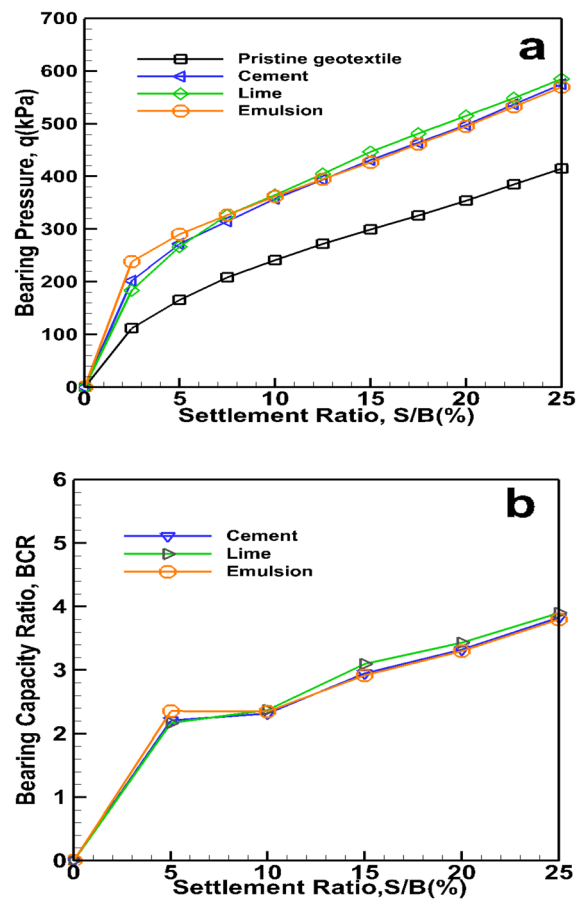 700
600
500
400
300
200
100
0
Bearing Pressure, q(kPa)
a
Pristine geotextile
Cement
Lime
Emulsion
0 5 10 15 20 25
Settlement Ratio, S/B(%)
6
5
4
3
2
1
0
Bearing Capacity Ratio, BCR
b
Cement
Lime
Emulsion
0 5 10 15 20 25
Settlement Ratio,S/B(%)